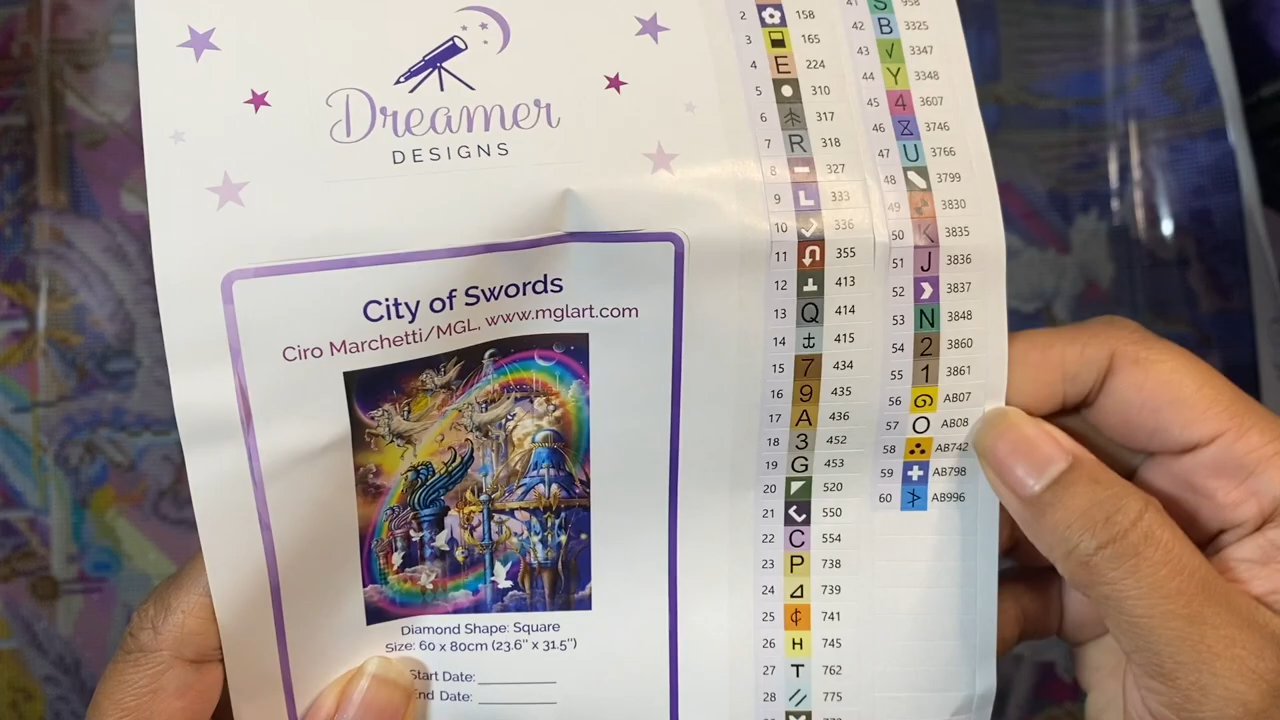 Dreamer
DESIGNS
City of Swords
Ciro Marchetti/MGL, www.mglart.com
Diamond Shape: Square
Size: 60 x 80cm (23.6" x 31.5")
Start Date:
End Date:
2 158
3 165
4 E 224
5 310
6 317
7 R 318
8 327
9 L 333
10 336
11 355
12 413
13 Q 414
14 415
15 7 434
16 9 435
17 A 436
18 3 452
19 G 453
20 520
21 550
22 C 554
23 P 738
24 739
25 ¢ 741
26 H 745
27 T 762
28 775
41 S 958
42 B 3325
43 ✓ 3347
44 Y 3348
45 4 3607
46 3746
47 U 3766
48 3799
49 3830
50 K 3835
51 J 3836
52 3837
53 N 3848
54 2 3860
55 1 3861
56 AB07
57 O AB08
58 AB742
59 AB798
60 AB996